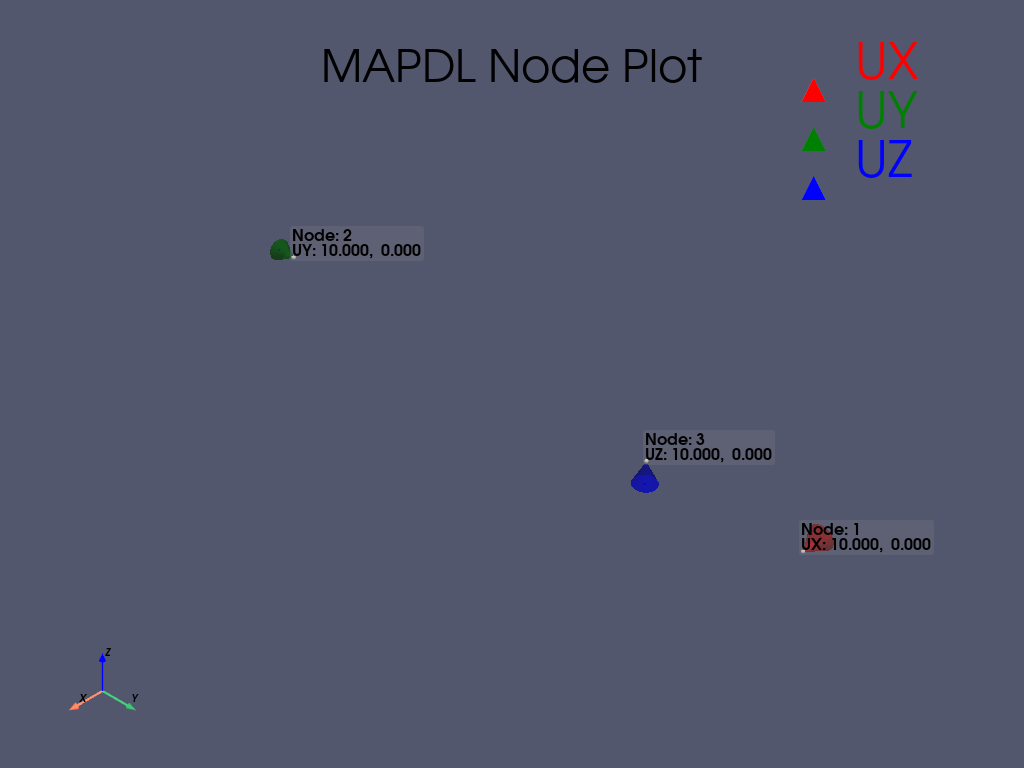 MAPDL Node Plot
UX
UY
UZ
Node: 2
UY: 10.000, 0.000
Node: 3
UZ: 10.000, 0.000
Node: 1
UX: 10.000, 0.000
Z
X
Y